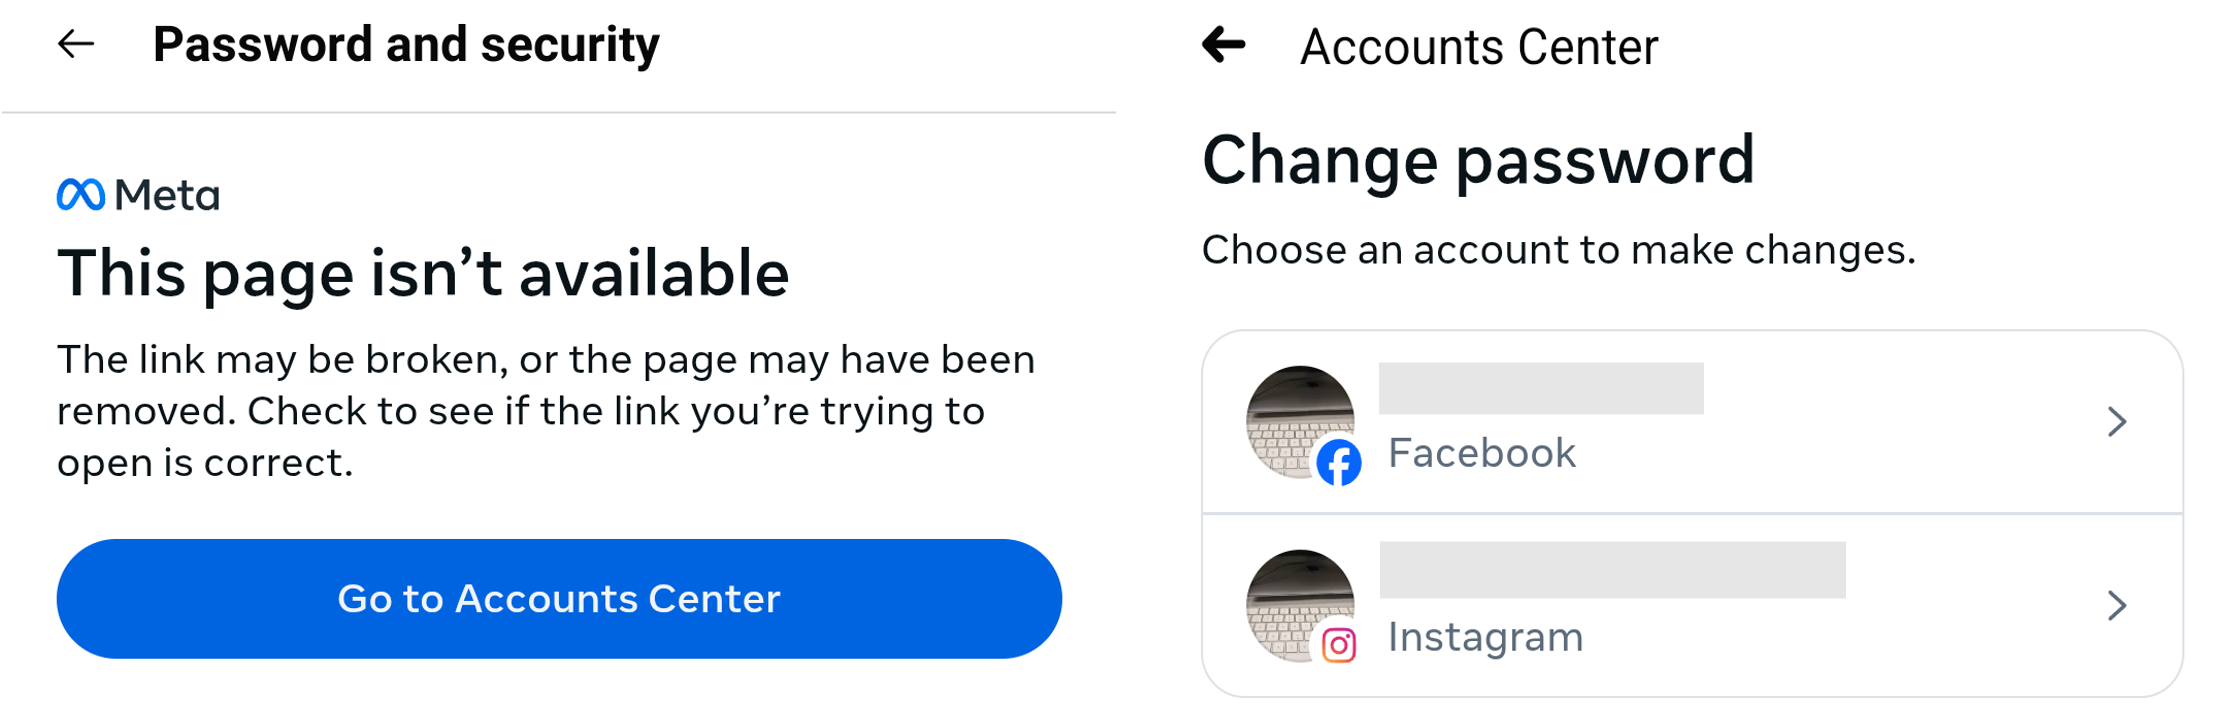 Password and security
Meta
This page isn’t available
The link may be broken, or the page may have been
removed. Check to see if the link you’re trying to
open is correct.
Go to Accounts Center
Accounts Center
Change password
Choose an account to make changes.
Facebook
Instagram